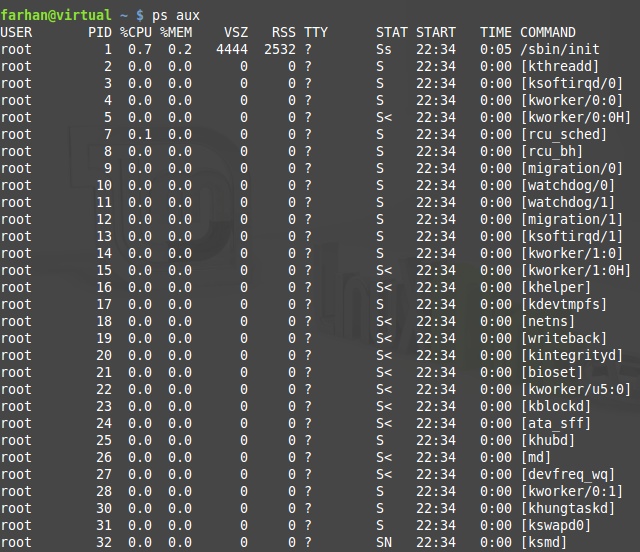 farhan@virtual ~ $ ps aux
USER       PID %CPU %MEM    VSZ   RSS TTY      STAT START   TIME COMMAND
root         1  0.7  0.2   4444  2532 ?        Ss   22:34   0:05 /sbin/init
root         2  0.0  0.0      0     0 ?        S    22:34   0:00 [kthreadd]
root         3  0.0  0.0      0     0 ?        S    22:34   0:00 [ksoftirqd/0]
root         4  0.0  0.0      0     0 ?        S    22:34   0:00 [kworker/0:0]
root         5  0.0  0.0      0     0 ?        S<   22:34   0:00 [kworker/0:0H]
root         7  0.1  0.0      0     0 ?        S    22:34   0:00 [rcu_sched]
root         8  0.0  0.0      0     0 ?        S    22:34   0:00 [rcu_bh]
root         9  0.0  0.0      0     0 ?        S    22:34   0:00 [migration/0]
root        10  0.0  0.0      0     0 ?        S    22:34   0:00 [watchdog/0]
root        11  0.0  0.0      0     0 ?        S    22:34   0:00 [watchdog/1]
root        12  0.0  0.0      0     0 ?        S    22:34   0:00 [migration/1]
root        13  0.0  0.0      0     0 ?        S    22:34   0:00 [ksoftirqd/1]
root        14  0.0  0.0      0     0 ?        S    22:34   0:00 [kworker/1:0]
root        15  0.0  0.0      0     0 ?        S<   22:34   0:00 [kworker/1:0H]
root        16  0.0  0.0      0     0 ?        S<   22:34   0:00 [khelper]
root        17  0.0  0.0      0     0 ?        S    22:34   0:00 [kdevtmpfs]
root        18  0.0  0.0      0     0 ?        S<   22:34   0:00 [netns]
root        19  0.0  0.0      0     0 ?        S<   22:34   0:00 [writeback]
root        20  0.0  0.0      0     0 ?        S<   22:34   0:00 [kintegrityd]
root        21  0.0  0.0      0     0 ?        S<   22:34   0:00 [bioset]
root        22  0.0  0.0      0     0 ?        S<   22:34   0:00 [kworker/u5:0]
root        23  0.0  0.0      0     0 ?        S<   22:34   0:00 [kblockd]
root        24  0.0  0.0      0     0 ?        S<   22:34   0:00 [ata_sff]
root        25  0.0  0.0      0     0 ?        S    22:34   0:00 [khubd]
root        26  0.0  0.0      0     0 ?        S<   22:34   0:00 [md]
root        27  0.0  0.0      0     0 ?        S<   22:34   0:00 [devfreq_wq]
root        28  0.0  0.0      0     0 ?        S    22:34   0:00 [kworker/0:1]
root        30  0.0  0.0      0     0 ?        S    22:34   0:00 [khungtaskd]
root        31  0.0  0.0      0     0 ?        S    22:34   0:00 [kswapd0]
root        32  0.0  0.0      0     0 ?        SN   22:34   0:00 [ksmd]